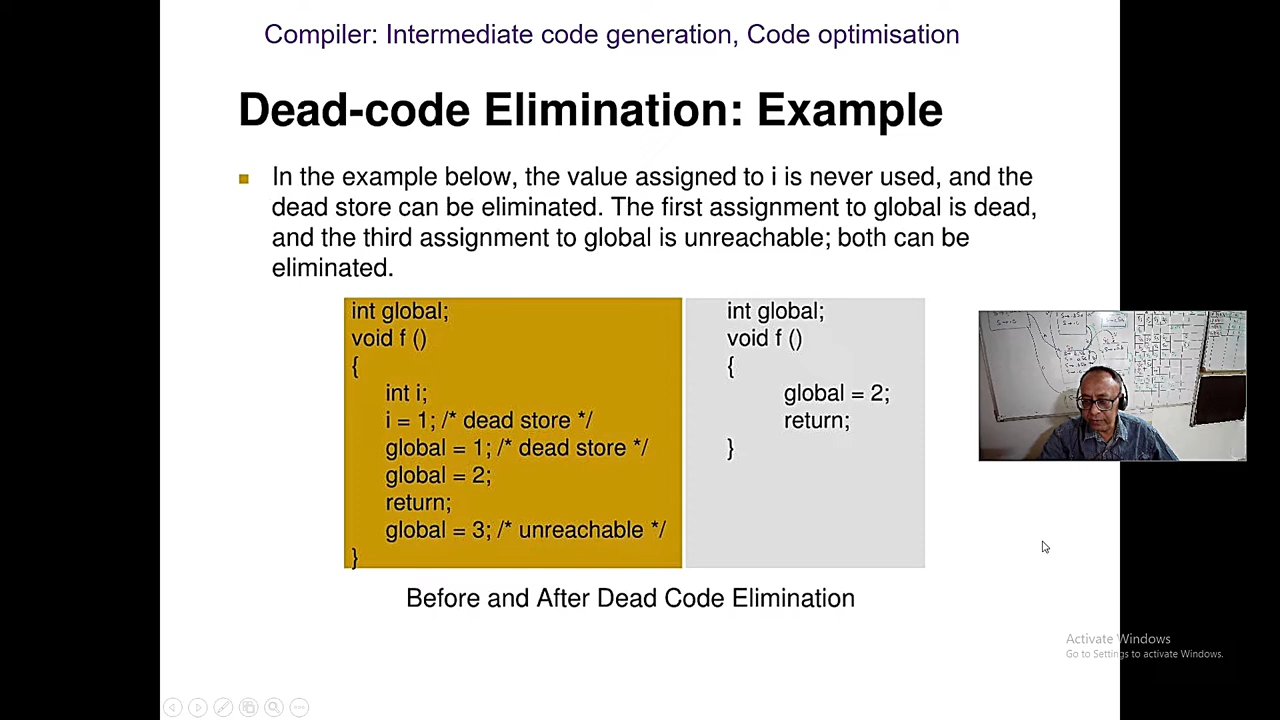 Compiler: Intermediate code generation, Code optimisation
Dead-code Elimination: Example
In the example below, the value assigned to i is never used, and the
dead store can be eliminated. The first assignment to global is dead,
and the third assignment to global is unreachable; both can be
eliminated.
int global;
void f ()
{
int i;
i = 1; /* dead store */
global = 1; /* dead store */
global = 2;
return;
global = 3; /* unreachable */
}
int global;
void f ()
{
global = 2;
return;
}
Before and After Dead Code Elimination
Activate Windows
Go to Settings to activate Windows.